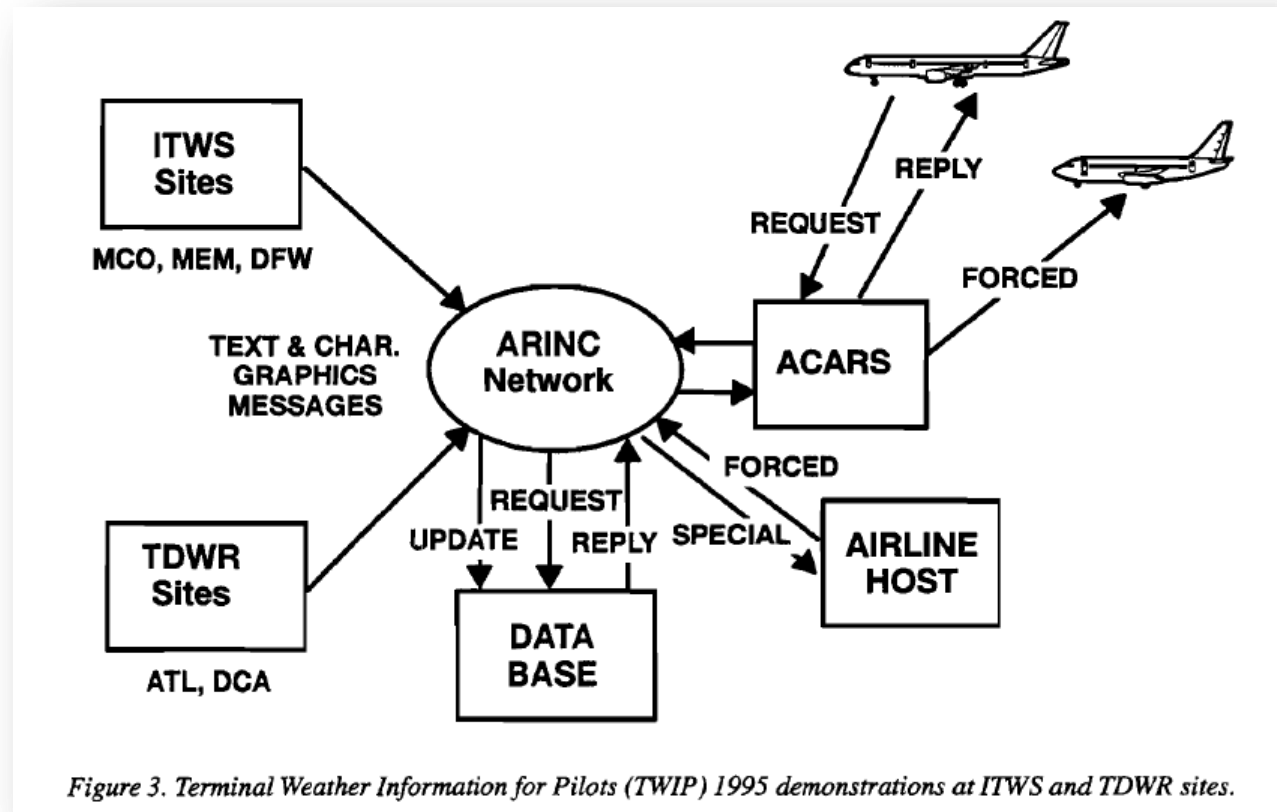 ITWS
Sites
MCO, MEM, DFW
REQUEST
REPLY
FORCED
TEXT & CHAR.
GRAPHICS
MESSAGES
ARINC
Network
ACARS
UPDATE
REQUEST
REPLY
SPECIAL
FORCED
AIRLINE
HOST
TDWR
Sites
ATL, DCA
DATA
BASE
Figure 3. Terminal Weather Information for Pilots (TWIP) 1995 demonstrations at ITWS and TDWR sites.